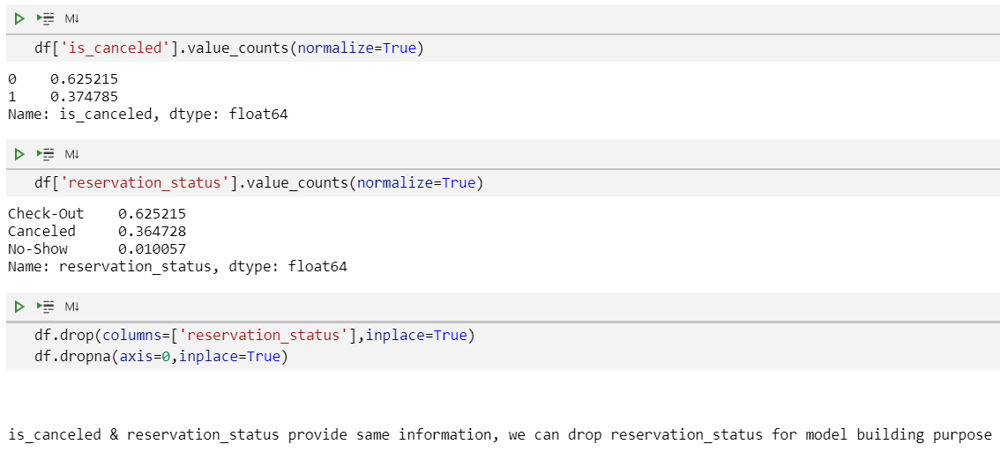 M↓
df['is_canceled'].value_counts(normalize=True)
0    0.625215
1    0.374785
Name: is_canceled, dtype: float64
M↓
df['reservation_status'].value_counts(normalize=True)
Check-Out    0.625215
Canceled     0.364728
No-Show      0.010057
Name: reservation_status, dtype: float64
M↓
df.drop(columns=['reservation_status'],inplace=True)
df.dropna(axis=0,inplace=True)
is_canceled & reservation_status provide same information, we can drop reservation_status for model building purpose